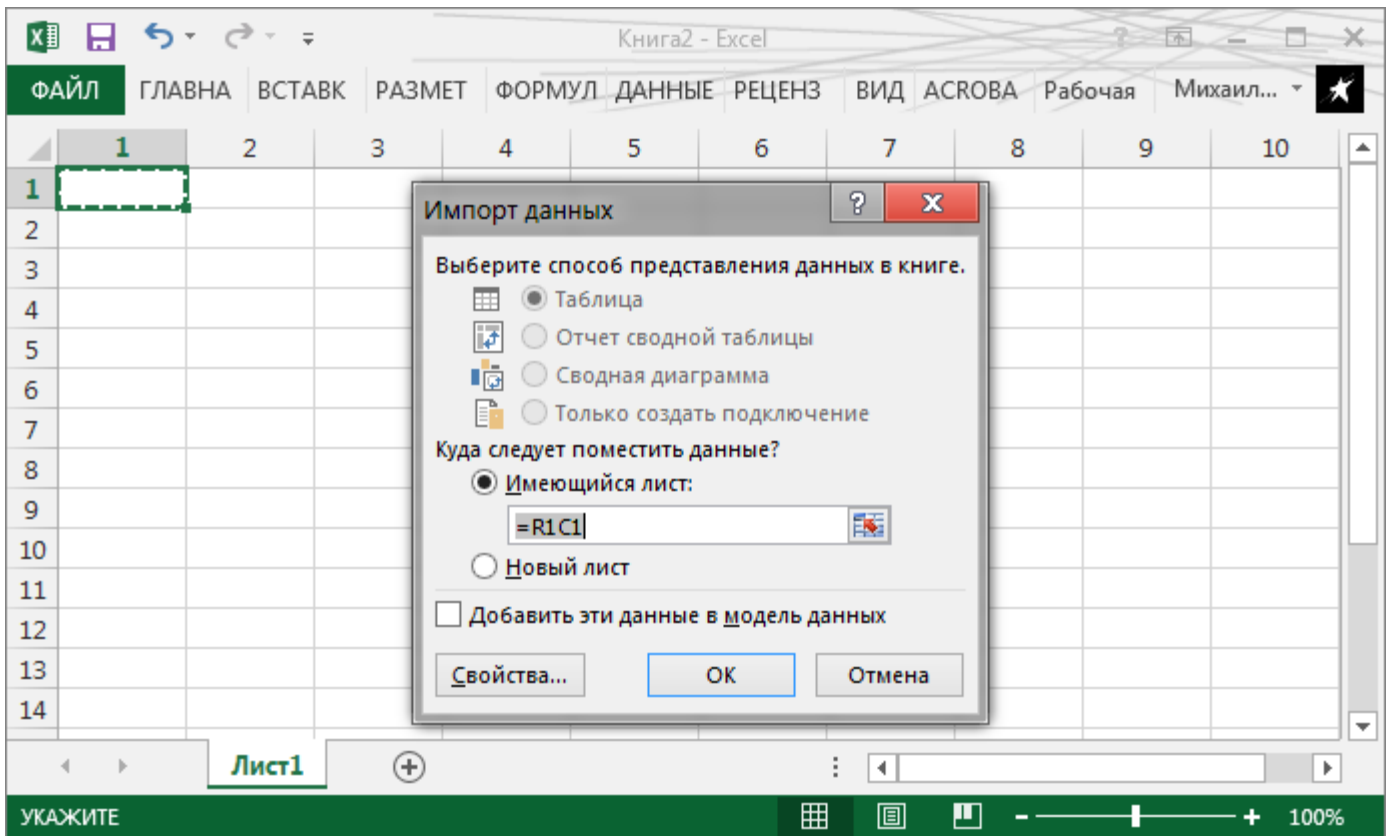 Книга2 - Excel
ФАЙЛ ГЛАВНА ВСТАВК РАЗМЕТ ФОРМУЛ ДАННЫЕ РЕЦЕНЗ ВИД ACROBA Рабочая Михаил...
1 2 3 4 5 6 7 8 9 10
1
2
3
4
5
6
7
8
9
10
11
12
13
14
Импорт данных
Выберите способ представления данных в книге.
Таблица
Отчет сводной таблицы
Сводная диаграмма
Только создать подключение
Куда следует поместить данные?
Имеющийся лист:
=R1C1
Новый лист
Добавить эти данные в модель данных
Свойства... ОК Отмена
Лист1
УКАЖИТЕ 100%